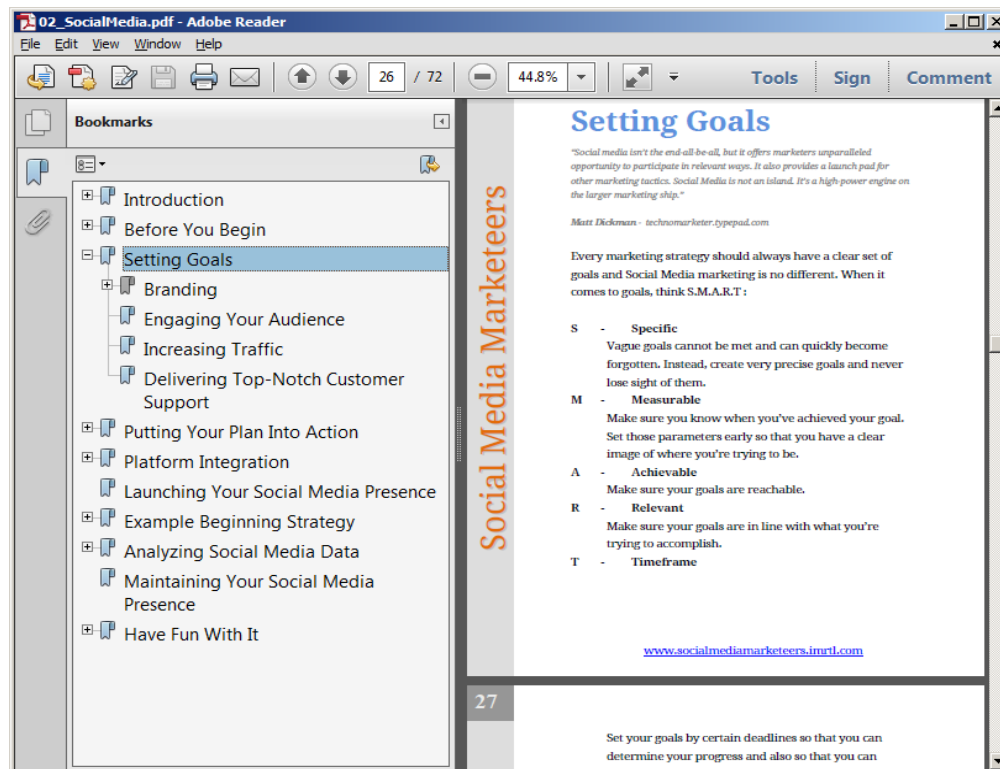 02_SocialMedia.pdf - Adobe Reader
File Edit View Window Help
26 / 72 44.8% Tools Sign Comment
Bookmarks
Introduction
Before You Begin
Setting Goals
Branding
Engaging Your Audience
Increasing Traffic
Delivering Top-Notch Customer
Support
Putting Your Plan Into Action
Platform Integration
Launching Your Social Media Presence
Example Beginning Strategy
Analyzing Social Media Data
Maintaining Your Social Media
Presence
Have Fun With It
Social Media Marketeers
Setting Goals
"Social media isn't the end-all-be-all, but it offers marketers unparalleled
opportunity to participate in relevant ways. It also provides a launch pad for
other marketing tactics. Social Media is not an island. It's a high-power engine on
the larger marketing ship."
Matt Dickman - technomarketer.typepad.com
Every marketing strategy should always have a clear set of
goals and Social Media marketing is no different. When it
comes to goals, think S.M.A.R.T :
S - Specific
Vague goals cannot be met and can quickly become
forgotten. Instead, create very precise goals and never
lose sight of them.
M - Measurable
Make sure you know when you've achieved your goal.
Set those parameters early so that you have a clear
image of where you're trying to be.
A - Achievable
Make sure your goals are reachable.
R - Relevant
Make sure your goals are in line with what you're
trying to accomplish.
T - Timeframe
www.socialmediamarketeers.imrtl.com
27
Set your goals by certain deadlines so that you can
determine your progress and also so that you can